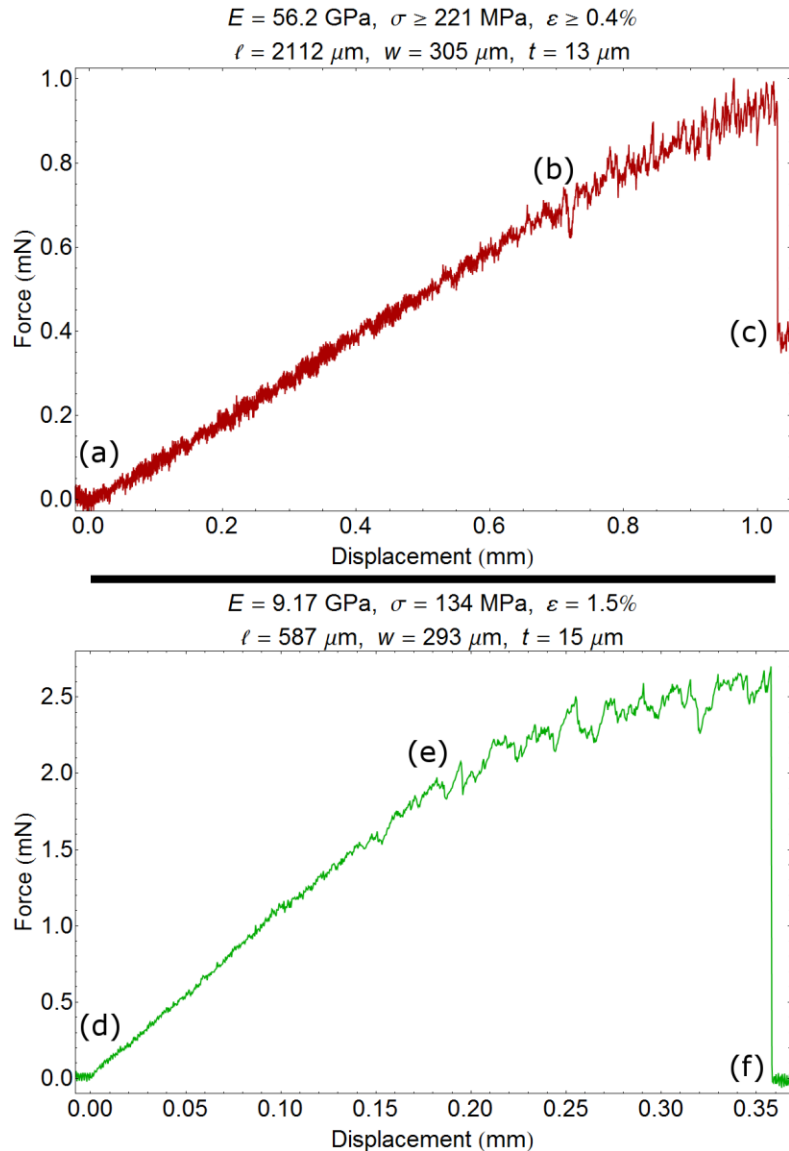 E = 56.2 GPa, σ ≥ 221 MPa, ε ≥ 0.4%
ℓ = 2112 μm, w = 305 μm, t = 13 μm
1.0
0.8
0.6
0.4
0.2
0.0
Force (mN)
(a)
(b)
(c)
0.0 0.2 0.4 0.6 0.8 1.0
Displacement (mm)
E = 9.17 GPa, σ = 134 MPa, ε = 1.5%
ℓ = 587 μm, w = 293 μm, t = 15 μm
2.5
2.0
1.5
1.0
0.5
0.0
Force (mN)
(d)
(e)
(f)
0.00 0.05 0.10 0.15 0.20 0.25 0.30 0.35
Displacement (mm)